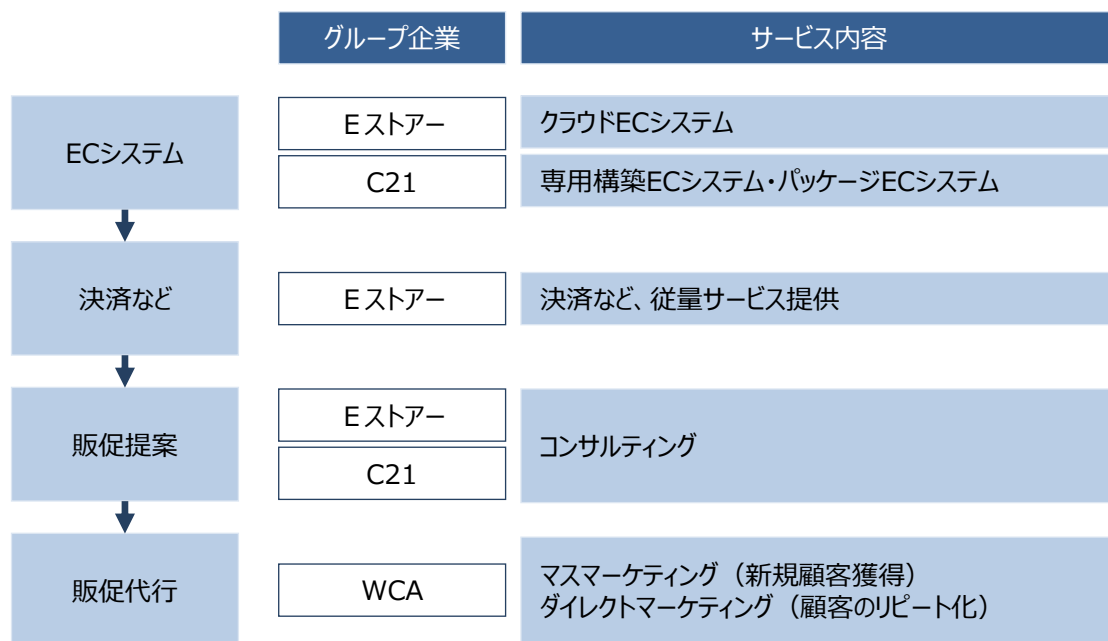 グループ企業
サービス内容
ECシステム
Eストアー
クラウドECシステム
C21
専用構築ECシステム・パッケージECシステム
決済など
Eストアー
決済など、従量サービス提供
販促提案
Eストアー
C21
コンサルティング
販促代行
WCA
マスマーケティング（新規顧客獲得）
ダイレクトマーケティング（顧客のリピート化）